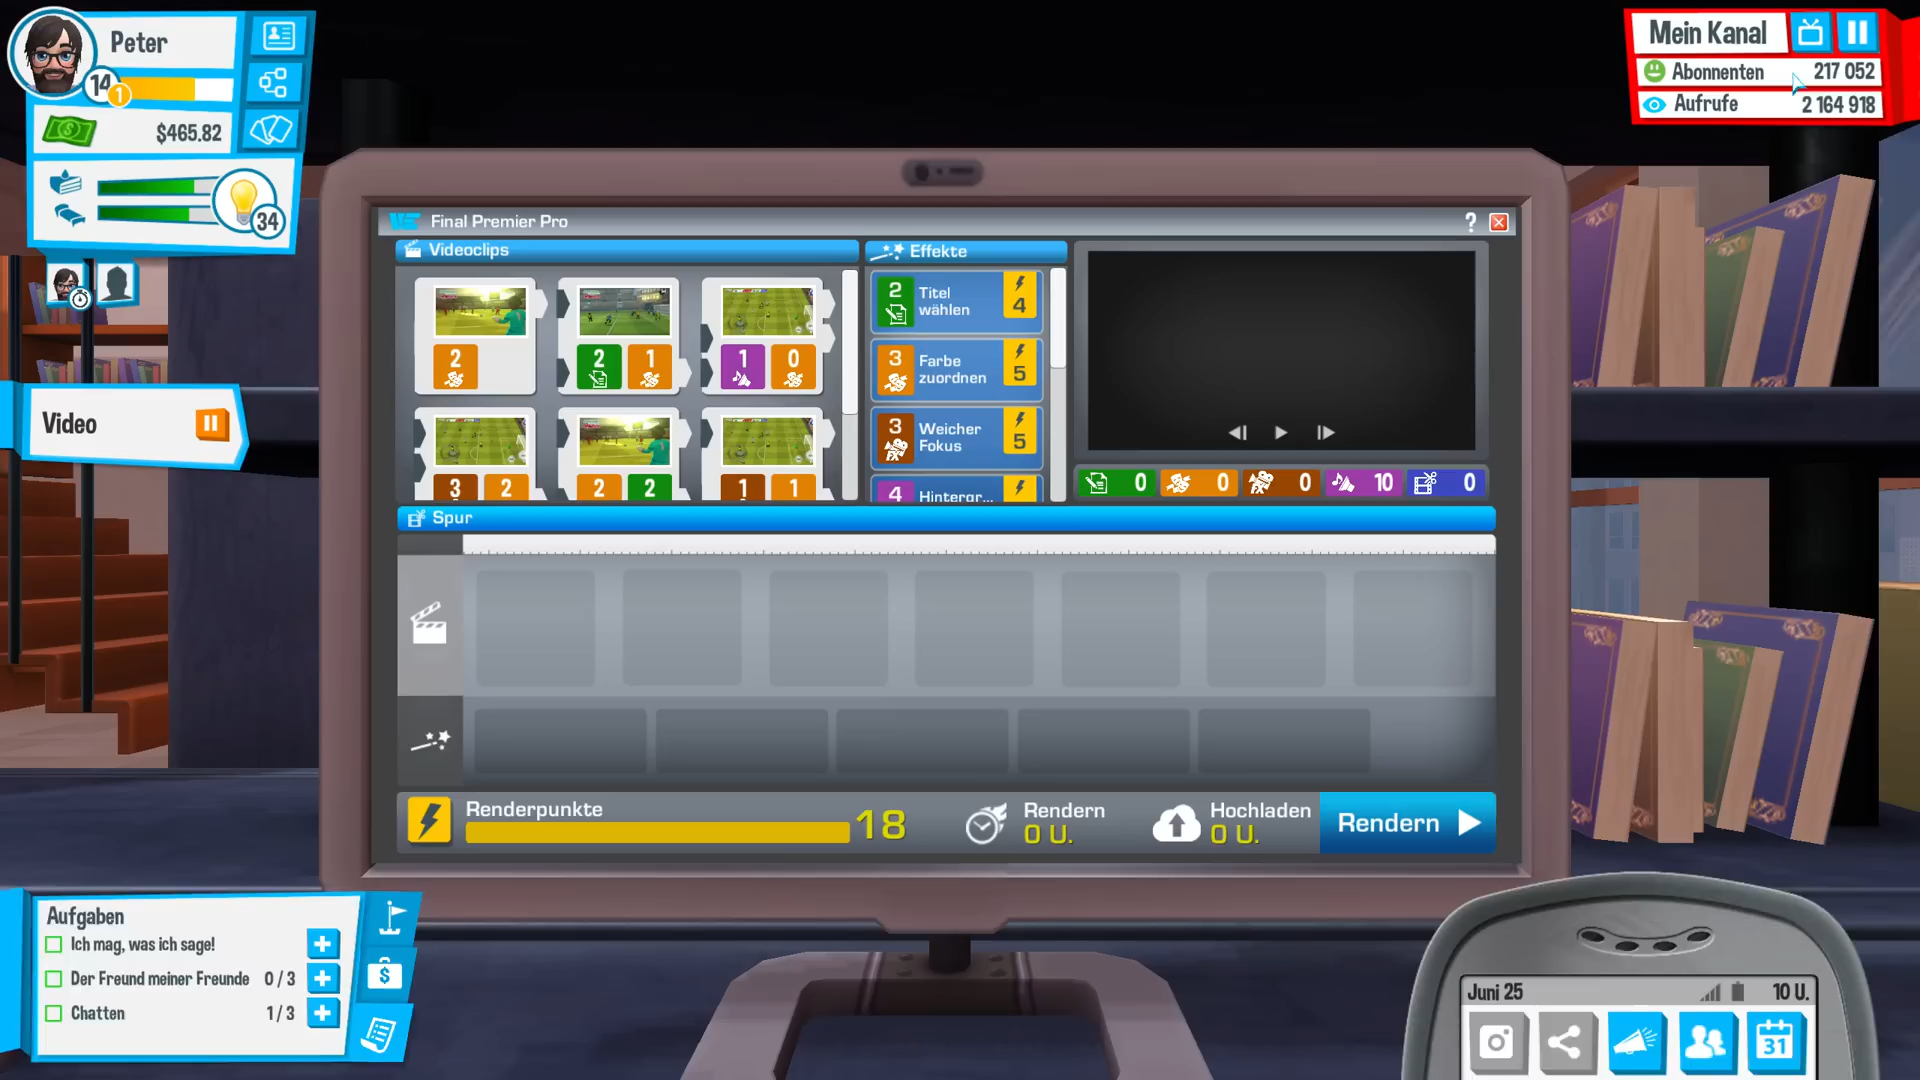 Peter
14
1
$465.82
34
Mein Kanal
Abonnenten 217 052
Aufrufe 2 164 918
Video
Final Premier Pro
?
Videoclips
Effekte
2
2 1
1 0
3 2
2 2
1 1
2 Titel wählen 4
3 Farbe zuordnen 5
3 Weicher Fokus 5
4 Hintergr...
0 0 0 10 0
Spur
Renderpunkte 18
Rendern 0 U.
Hochladen 0 U.
Rendern
Aufgaben
Ich mag, was ich sage!
Der Freund meiner Freunde 0 / 3
Chatten 1 / 3
Juni 25 10 U.
31